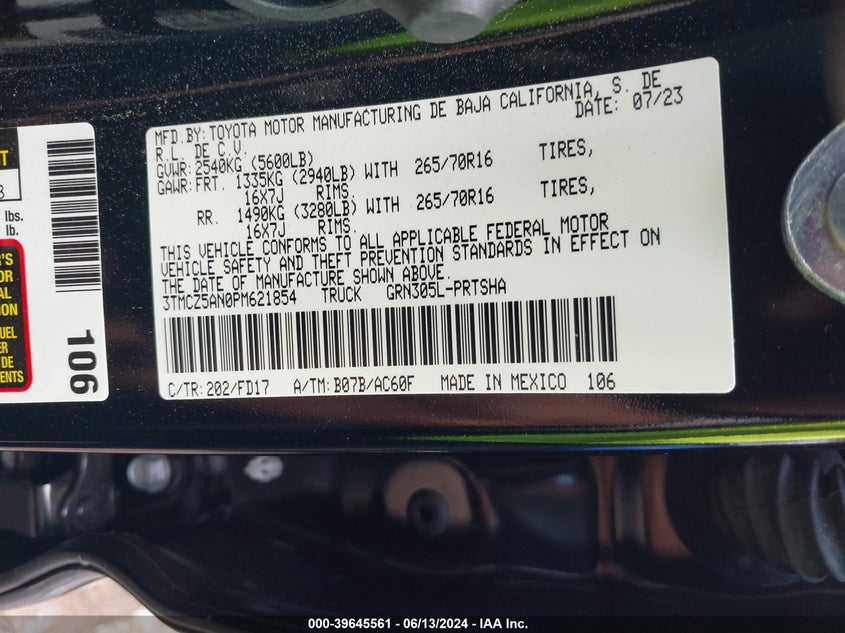 MFD.BY:TOYOTA MOTOR MANUFACTURING DE BAJA CALIFORNIA, S. DE
R.L. DE C.V. DATE: 07/23
GVWR:2540KG (5600LB)
GAWR:FRT. 1335KG (2940LB) WITH 265/70R16 TIRES,
16X7J RIMS.
RR. 1490KG (3280LB) WITH 265/70R16 TIRES,
16X7J RIMS.
THIS VEHICLE CONFORMS TO ALL APPLICABLE FEDERAL MOTOR
VEHICLE SAFETY AND THEFT PREVENTION STANDARDS IN EFFECT ON
THE DATE OF MANUFACTURE SHOWN ABOVE.
3TMCZ5AN0PM621854 TRUCK GRN305L-PRTSHA
C/TR:202/FD17 A/TM:B07B/AC60F MADE IN MEXICO 106
lbs.
lb.
106
000-39645561 - 06/13/2024 - IAA Inc.